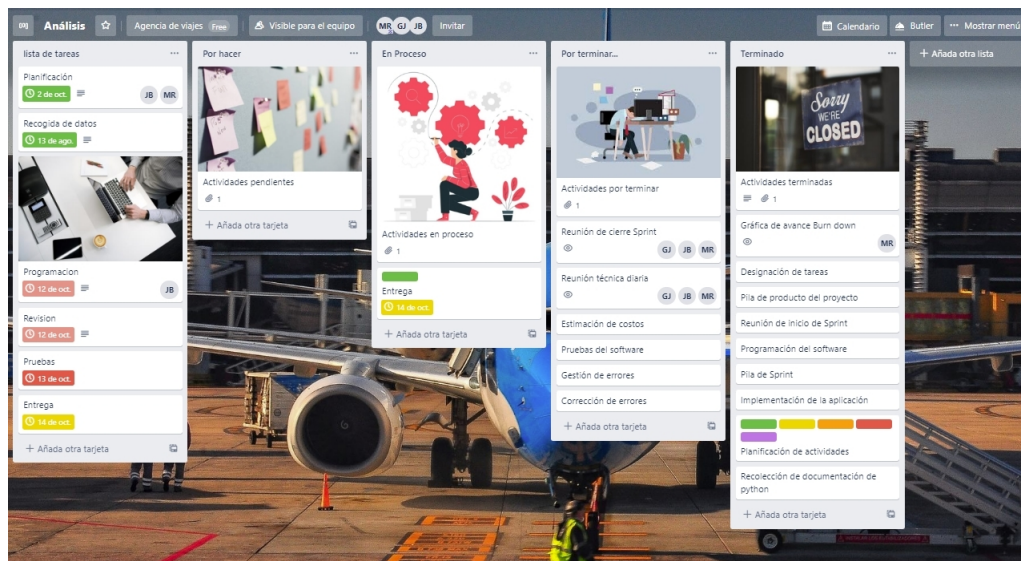 Análisis
Agencia de viajes Free
Visible para el equipo
MR GJ JB
Invitar
Calendario
Butler
Mostrar menú
lista de tareas
Planificación
2 de oct.
JB MR
Recogida de datos
13 de ago.
Programacion
12 de oct.
JB
Revision
12 de oct.
Pruebas
13 de oct.
Entrega
14 de oct.
+ Añada otra tarjeta
Por hacer
Actividades pendientes
1
+ Añada otra tarjeta
En Proceso
Actividades en proceso
1
Entrega
14 de oct.
+ Añada otra tarjeta
Por terminar...
Actividades por terminar
1
Reunión de cierre Sprint
GJ JB MR
Reunión técnica diaria
GJ JB MR
Estimación de costos
Pruebas del software
Gestión de errores
Corrección de errores
+ Añada otra tarjeta
Terminado
Sorry
WE'RE
CLOSED
Actividades terminadas
1
Gráfica de avance Burn down
MR
Designación de tareas
Pila de producto del proyecto
Reunión de inicio de Sprint
Programación del software
Pila de Sprint
Implementación de la aplicación
Planificación de actividades
Recolección de documentación de
python
+ Añada otra tarjeta
+ Añada otra lista